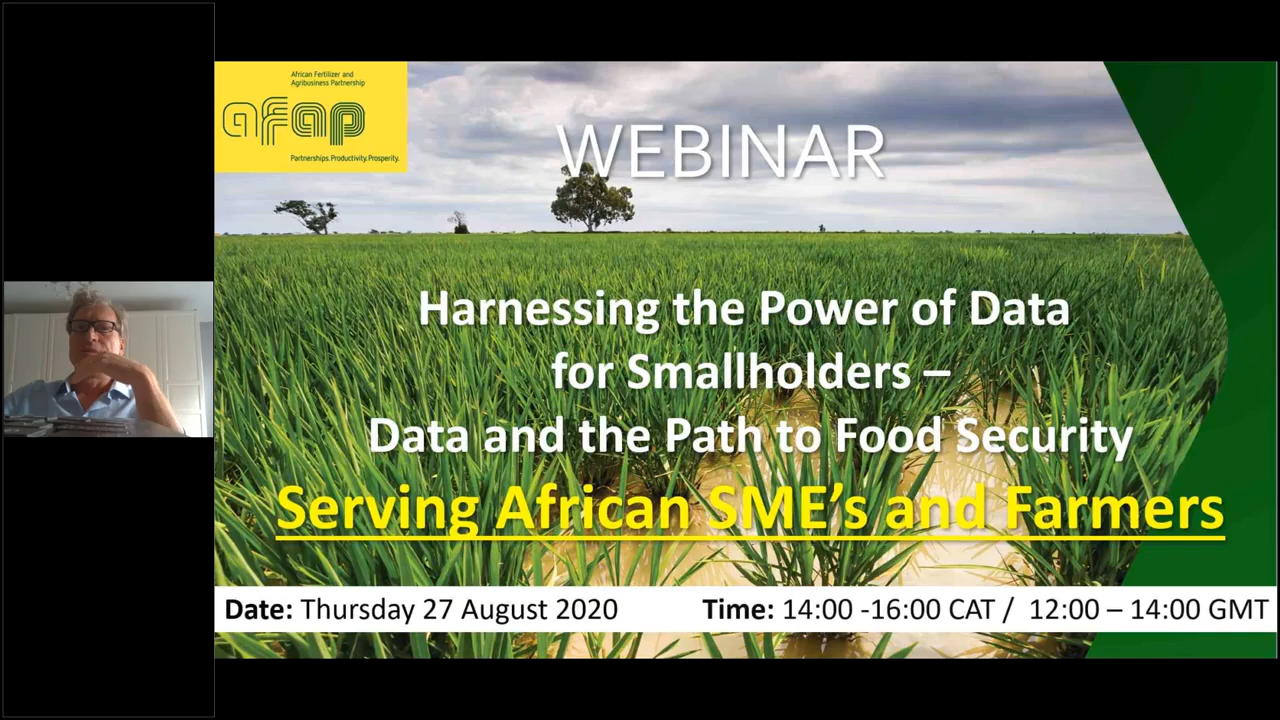 African Fertilizer and
Agribusiness Partnership
afap
Partnerships.Productivity.Prosperity.
WEBINAR
Harnessing the Power of Data
for Smallholders –
Data and the Path to Food Security
Serving African SME's and Farmers
Date: Thursday 27 August 2020 Time: 14:00 -16:00 CAT / 12:00 – 14:00 GMT